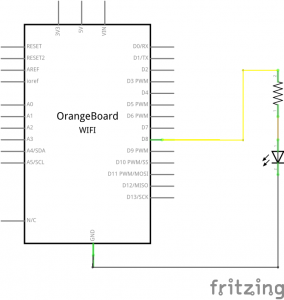 3V3
5V
VIN
RESET
RESET2
AREF
ioref
A0
A1
A2
A3
A4/SDA
A5/SCL
N/C
OrangeBoard
WIFI
D0/RX
D1/TX
D2
D3 PWM
D4
D5 PWM
D6 PWM
D7
D8
D9 PWM
D10 PWM/SS
D11 PWM/MOSI
D12/MISO
D13/SCK
GND
fritzing